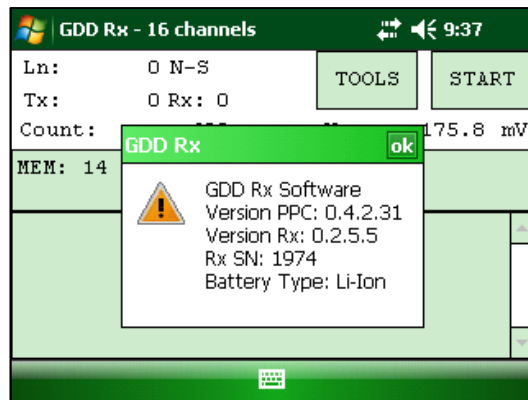 GDD Rx - 16 channels 9:37
Ln: 0 N-S TOOLS START
Tx: 0 Rx: 0
Count: 175.8 mV
GDD Rx ok
MEM: 14
GDD Rx Software
Version PPC: 0.4.2.31
Version Rx: 0.2.5.5
Rx SN: 1974
Battery Type: Li-Ion